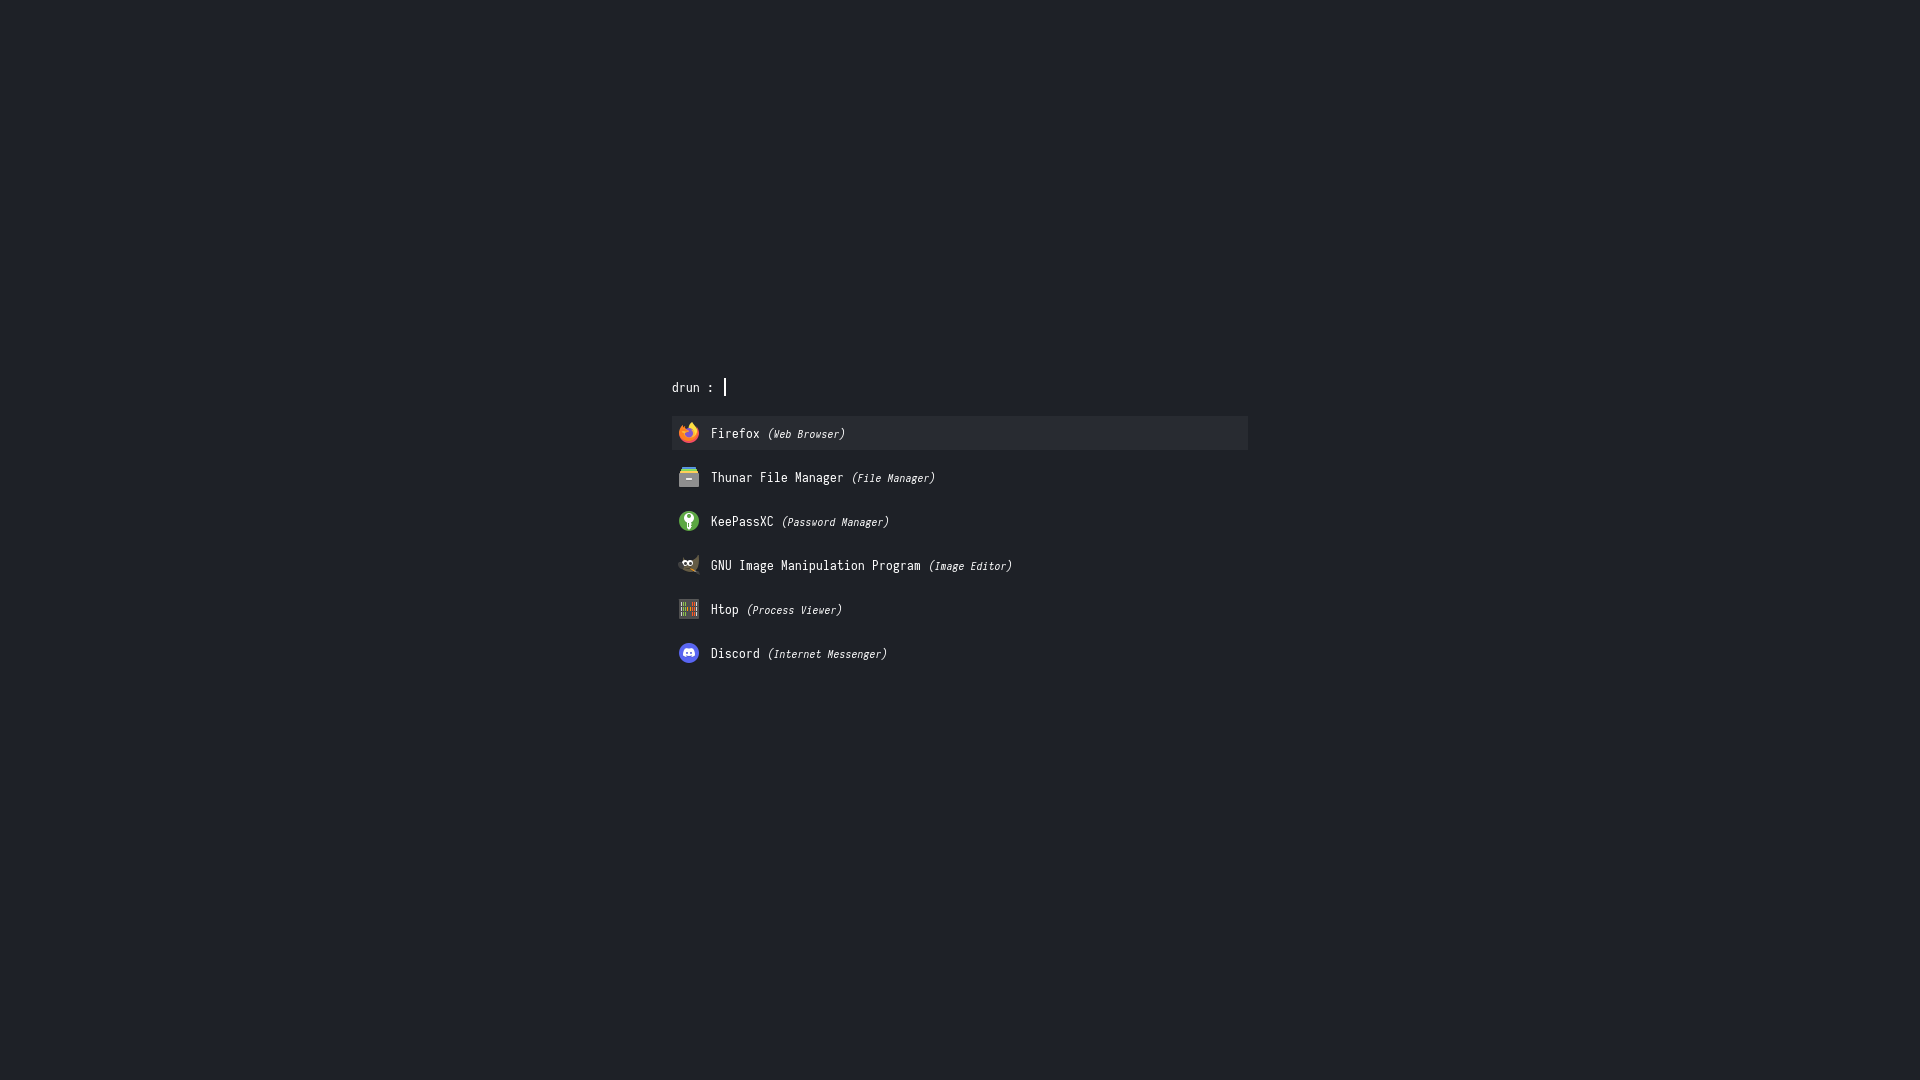 drun :
Firefox (Web Browser)
Thunar File Manager (File Manager)
KeePassXC (Password Manager)
GNU Image Manipulation Program (Image Editor)
Htop (Process Viewer)
Discord (Internet Messenger)